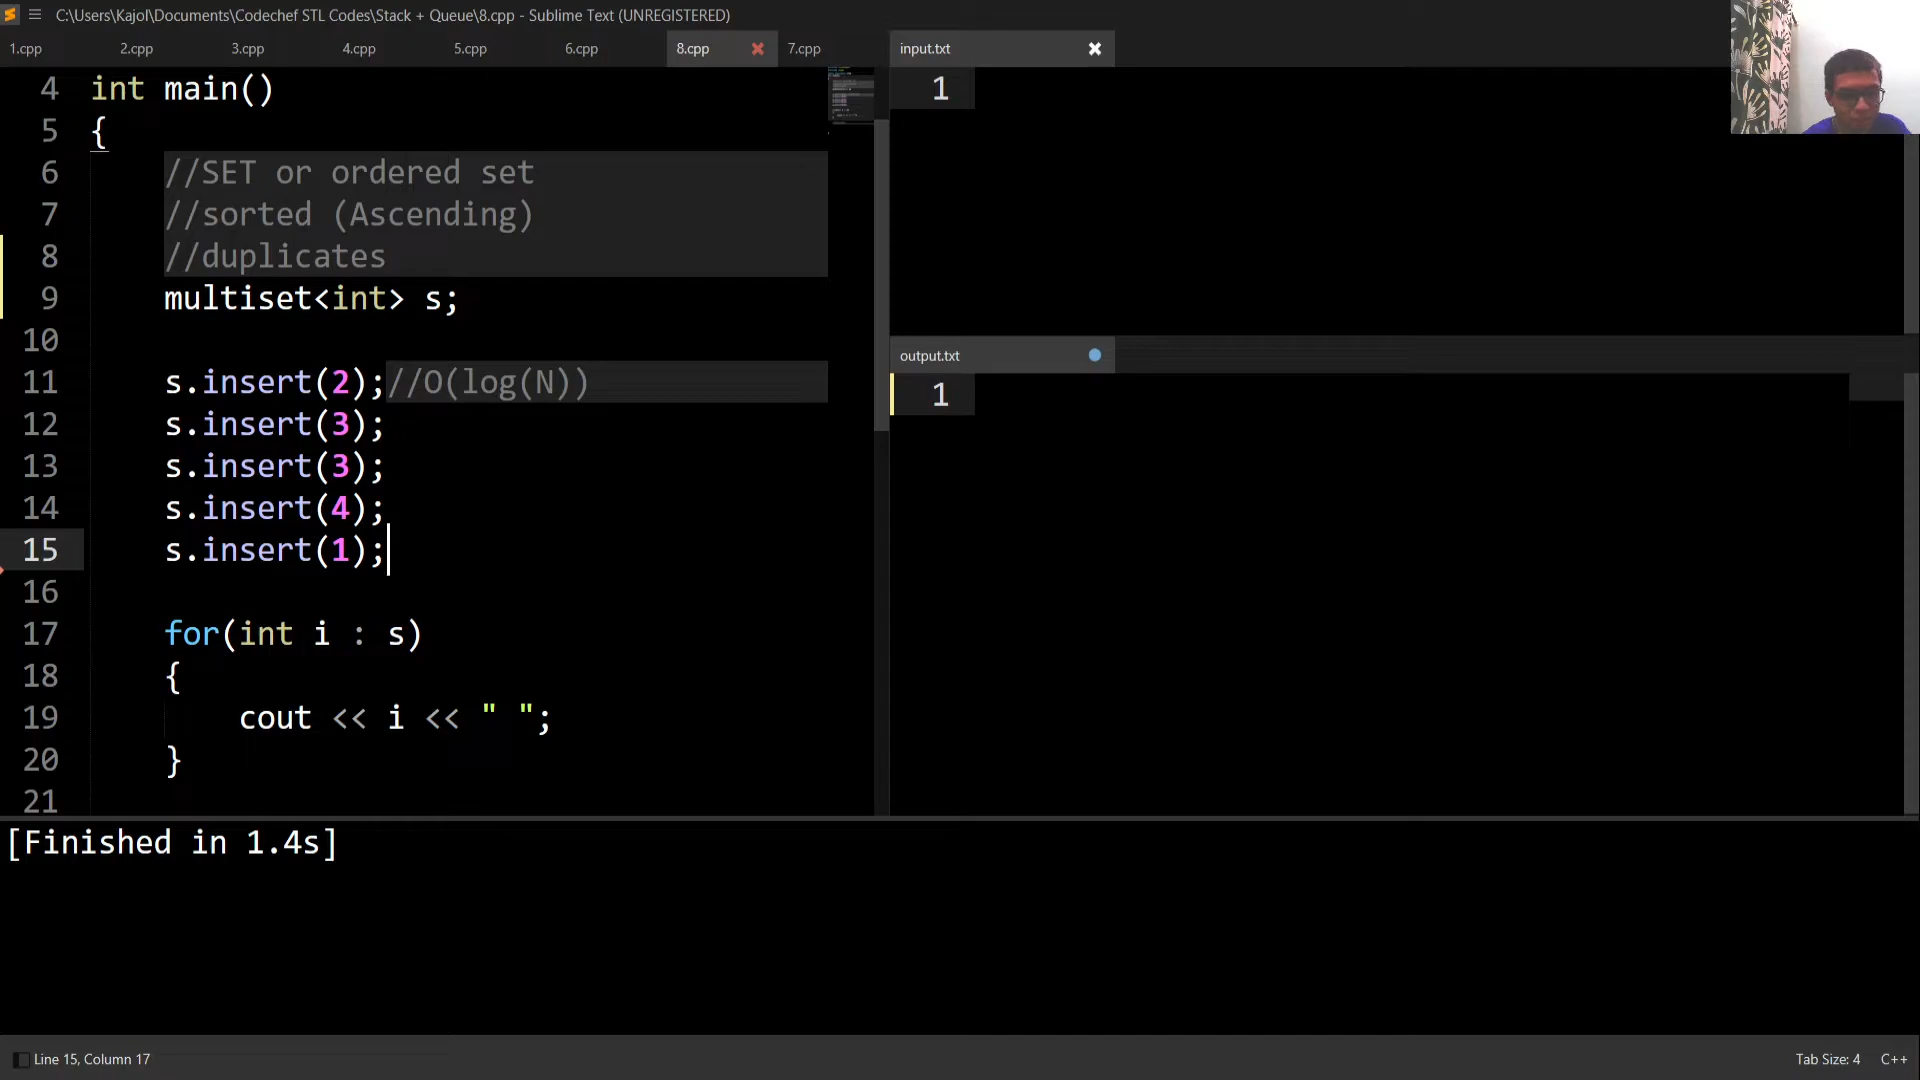 C:\Users\Kajol\Documents\Codechef STL Codes\Stack + Queue\8.cpp - Sublime Text (UNREGISTERED)
1.cpp 2.cpp 3.cpp 4.cpp 5.cpp 6.cpp 8.cpp 7.cpp
4 int main()
5 {
6 //SET or ordered set
7 //sorted (Ascending)
8 //duplicates
9 multiset<int> s;
10
11 s.insert(2);//O(log(N))
12 s.insert(3);
13 s.insert(3);
14 s.insert(4);
15 s.insert(1);
16
17 for(int i : s)
18 {
19 cout << i << " ";
20 }
21
input.txt
1
output.txt
1
[Finished in 1.4s]
Line 15, Column 17
Tab Size: 4 C++